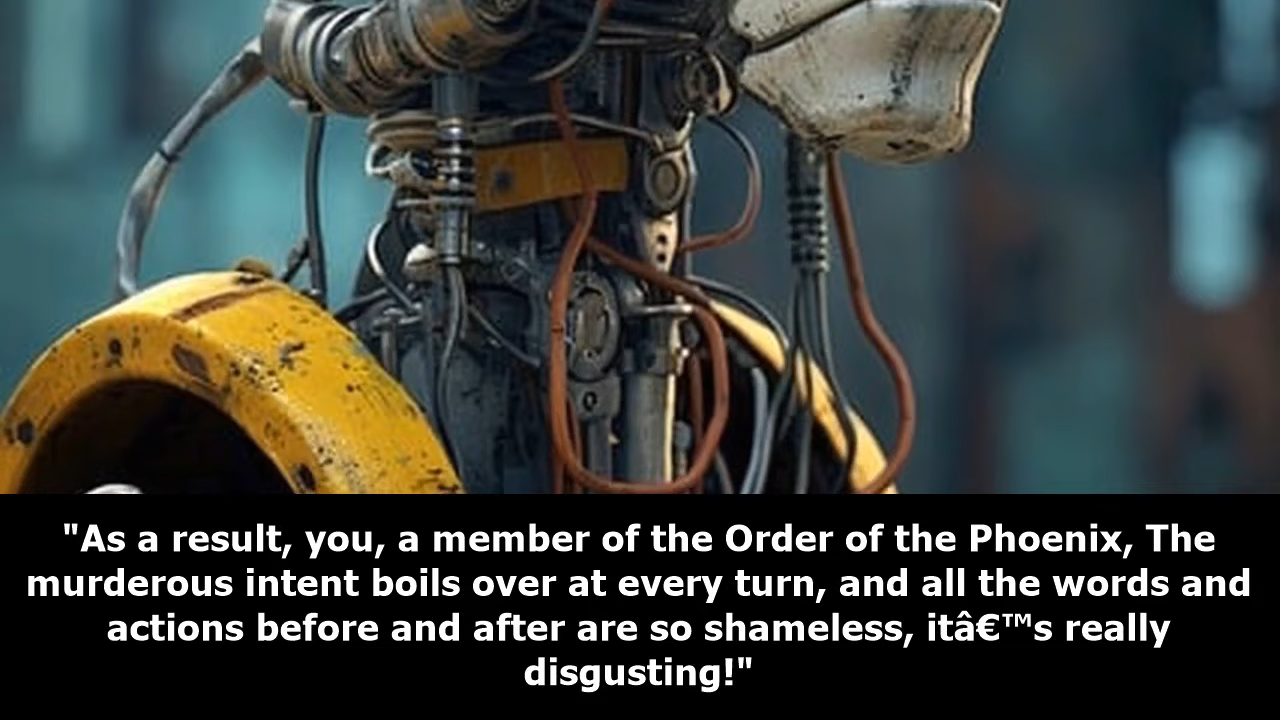 "As a result, you, a member of the Order of the Phoenix, The
murderous intent boils over at every turn, and all the words and
actions before and after are so shameless, itâ€™s really
disgusting!"